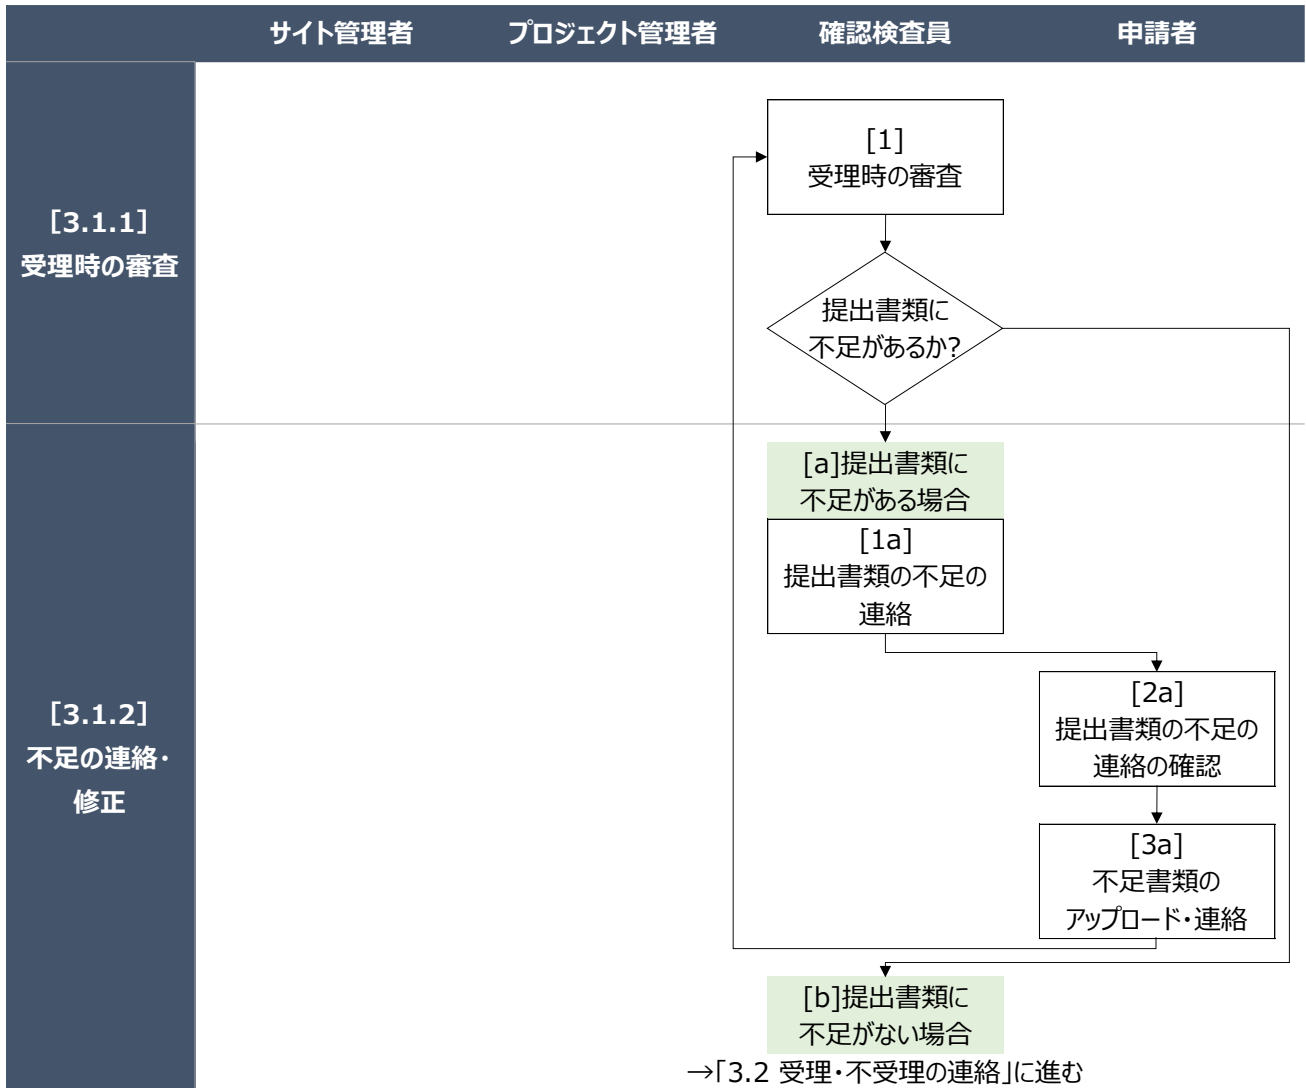 サイト管理者 プロジェクト管理者 確認検査員 申請者
[3.1.1]
受理時の審査
[1]
受理時の審査
提出書類に
不足があるか?
[3.1.2]
不足の連絡・
修正
[a]提出書類に
不足がある場合
[1a]
提出書類の不足の
連絡
[2a]
提出書類の不足の
連絡の確認
[3a]
不足書類の
アップロード・連絡
[b]提出書類に
不足がない場合
→「3.2 受理・不受理の連絡」に進む